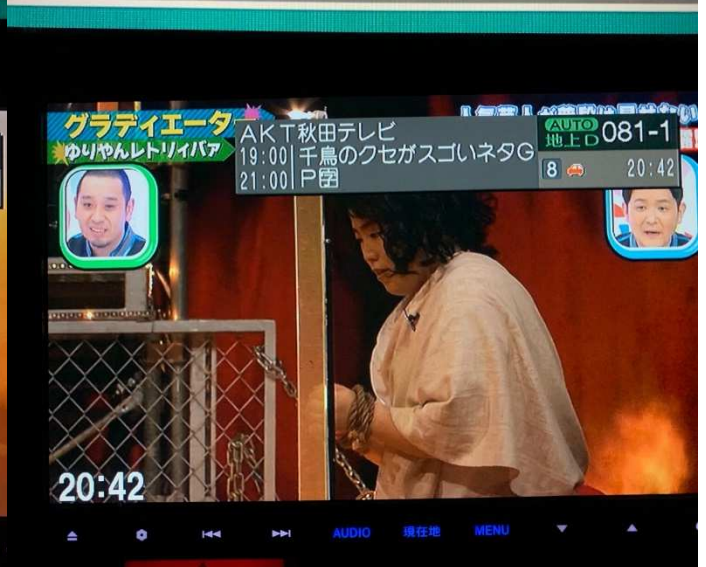 グラディエータ
ゆりやんレトリィバァ
AKT秋田テレビ
19:00 千鳥のクセがスゴいネタG
21:00 P字
AUTO
地上D
081-1
8
20:42
20:42
AUDIO
現在地
MENU